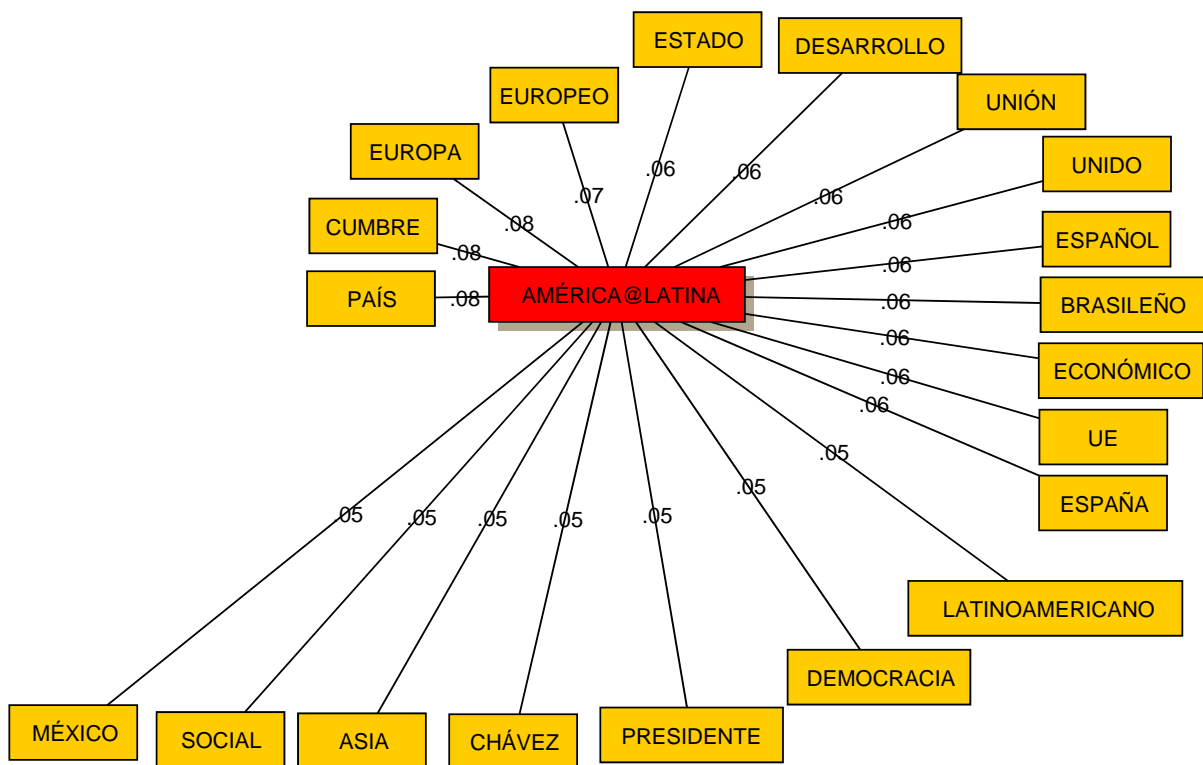 ESTADO
DESARROLLO
EUROPEO
UNIÓN
EUROPA
UNIDO
CUMBRE
ESPAÑOL
PAÍS
AMÉRICA@LATINA
BRASILEÑO
ECONÓMICO
UE
ESPAÑA
LATINOAMERICANO
DEMOCRACIA
MÉXICO
SOCIAL
ASIA
CHÁVEZ
PRESIDENTE
.06
.06
.07
.06
.08
.06
.08
.06
.08
.06
.06
.06
.06
.05
.05
.05
.05
.05
.05
.05